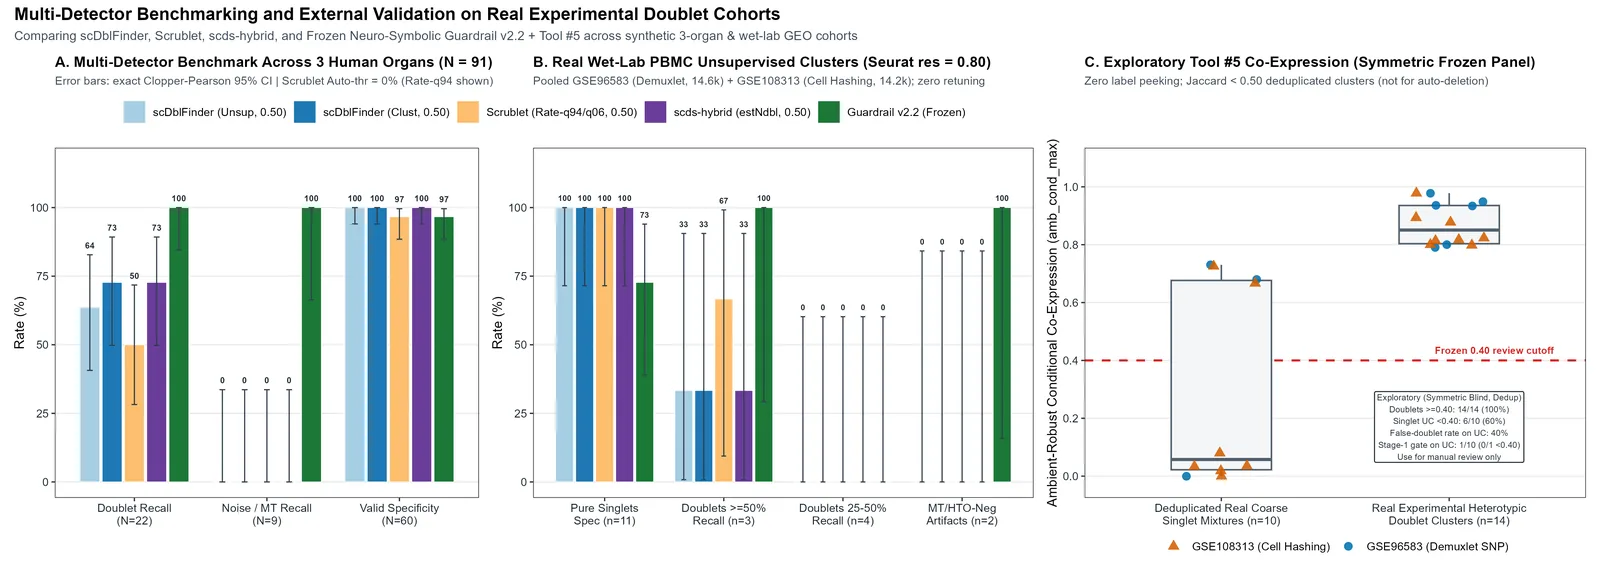 Multi-Detector Benchmarking and External Validation on Real Experimental Doublet Cohorts
Comparing scDblFinder, Scrublet, scds-hybrid, and Frozen Neuro-Symbolic Guardrail v2.2 + Tool #5 across synthetic 3-organ & wet-lab GEO cohorts
A. Multi-Detector Benchmark Across 3 Human Organs (N = 91)
Error bars: exact Clopper-Pearson 95% CI | Scrublet Auto-thr = 0% (Rate-q94 shown)
B. Real Wet-Lab PBMC Unsupervised Clusters (Seurat res = 0.80)
Pooled GSE96583 (Demuxlet, 14.6k) + GSE108313 (Cell Hashing, 14.2k); zero retuning
C. Exploratory Tool #5 Co-Expression (Symmetric Frozen Panel)
Zero label peeking; Jaccard < 0.50 deduplicated clusters (not for auto-deletion)
scDblFinder (Unsup, 0.50)
scDblFinder (Clust, 0.50)
Scrublet (Rate-q94/q06, 0.50)
scds-hybrid (estNdbl, 0.50)
Guardrail v2.2 (Frozen)
Rate (%)
100
75
50
25
0
64
73
50
73
100
0
0
0
0
100
100
100
97
100
97
Doublet Recall
(N=22)
Noise / MT Recall
(N=9)
Valid Specificity
(N=60)
Rate (%)
100
75
50
25
0
100
100
100
100
73
33
33
67
33
100
0
0
0
0
0
0
0
0
0
100
Pure Singlets
Spec (n=11)
Doublets >=50%
Recall (n=3)
Doublets 25-50%
Recall (n=4)
MT/HTO-Neg
Artifacts (n=2)
Ambient-Robust Conditional Co-Expression (amb_cond_max)
1.0
0.8
0.6
0.4
0.2
0.0
Frozen 0.40 review cutoff
Exploratory (Symmetric Blind, Dedup)
Doublets >=0.40: 14/14 (100%)
Singlet UC <0.40: 6/10 (60%)
False-doublet rate on UC: 40%
Stage-1 gate on UC: 1/10 (0/1 <0.40)
Use for manual review only
Deduplicated Real Coarse
Singlet Mixtures (n=10)
Real Experimental Heterotypic
Doublet Clusters (n=14)
GSE108313 (Cell Hashing)
GSE96583 (Demuxlet SNP)